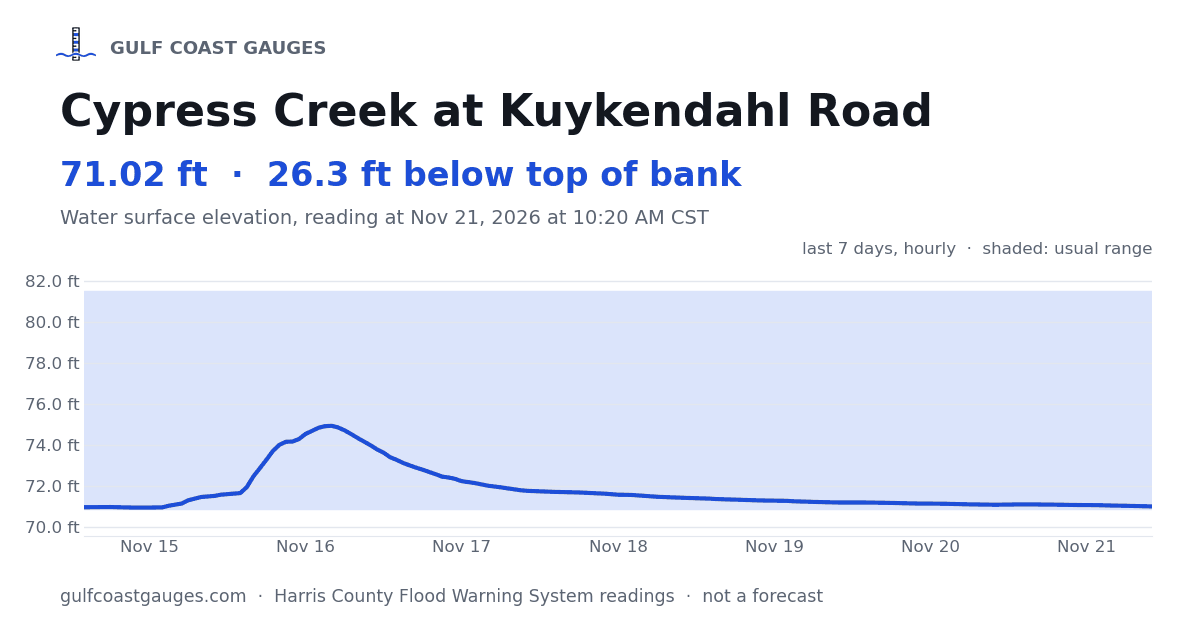 GULF COAST GAUGES
Cypress Creek at Kuykendahl Road
71.02 ft · 26.3 ft below top of bank
Water surface elevation, reading at Nov 21, 2026 at 10:20 AM CST
last 7 days, hourly · shaded: usual range
82.0 ft
80.0 ft
78.0 ft
76.0 ft
74.0 ft
72.0 ft
70.0 ft
Nov 15 Nov 16 Nov 17 Nov 18 Nov 19 Nov 20 Nov 21
gulfcoastgauges.com · Harris County Flood Warning System readings · not a forecast